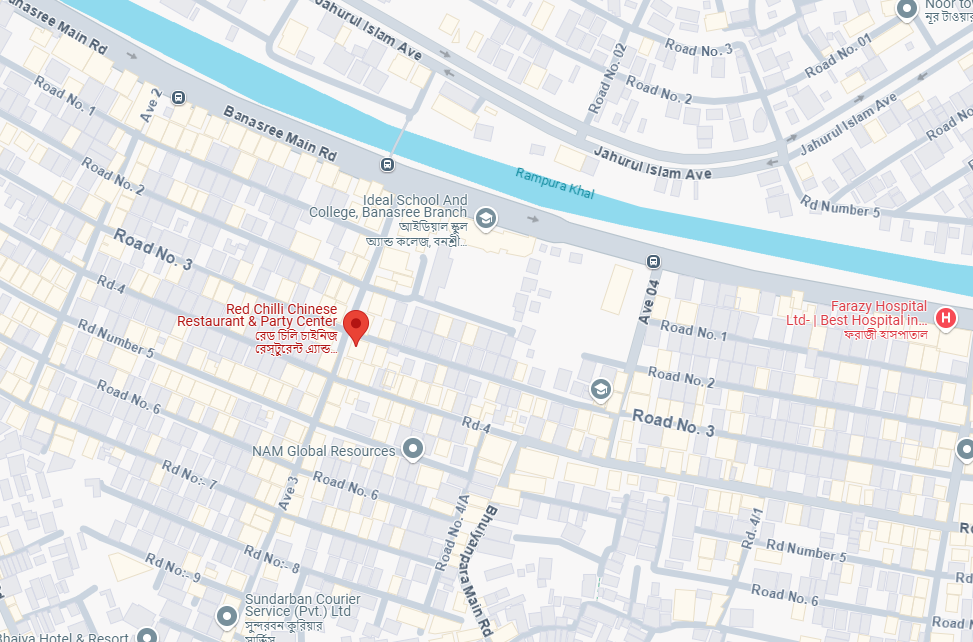 Noor to
নূর টাওয়ার
Jahurul Islam Ave
Banasree Main Rd
Road No. 3
Road No. 01
Road No. 02
Road No. 2
Road No. 1
Ave 2
Jahurul Islam Ave
Road No.
Banasree Main Rd
Jahurul Islam Ave
Rampura Khal
Road No. 2
Ideal School And
College, Banasree Branch
আইডিয়াল স্কুল
অ্যান্ড কলেজ, বনশ্রী...
Rd Number 5
Road No. 3
Rd-4
Ave 04
Red Chilli Chinese
Restaurant & Party Center
রেড চিলি চাইনিজ
রেস্টুরেন্ট এ্যান্ড...
Farazy Hospital
Ltd- | Best Hospital in...
ফরাজী হাসপাতাল
H
Road No. 1
Rd Number 5
Road No. 2
Road No. 6
Road No. 3
Rd-4
NAM Global Resources
Rd No:- 7
Road No. 6
Ave 3
Road No. 4/A
Bhuiyanpara Main Rd
Rd. 4/1
Rd Number 5
Rd No:- 8
Rd No:- 9
Road No. 6
Sundarban Courier
Service (Pvt.) Ltd
সুন্দরবন কুরিয়ার
সার্ভিস
Road No.
Bhaiya Hotel & Resort